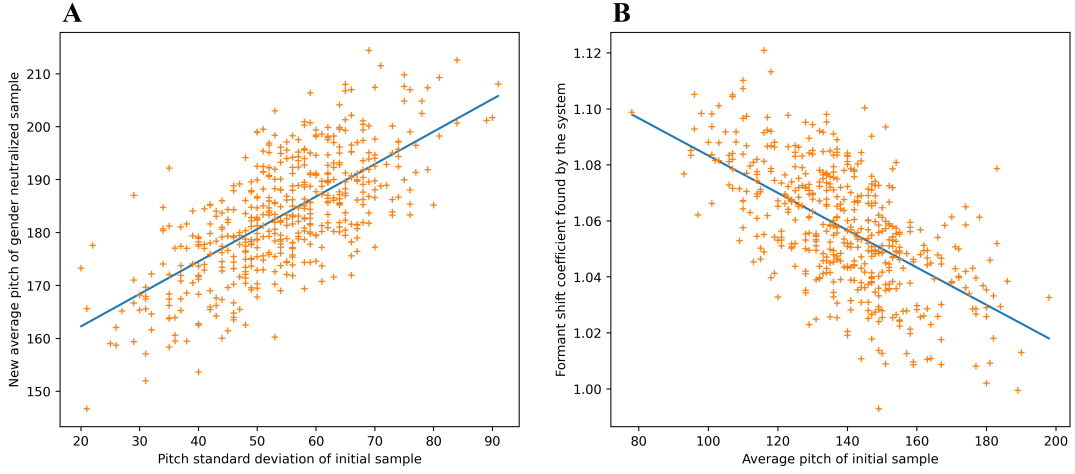 A
New average pitch of gender neutralized sample
210
200
190
180
170
160
150
20 30 40 50 60 70 80 90
Pitch standard deviation of initial sample
B
Formant shift coefficient found by the system
1.12
1.10
1.08
1.06
1.04
1.02
1.00
80 100 120 140 160 180 200
Average pitch of initial sample